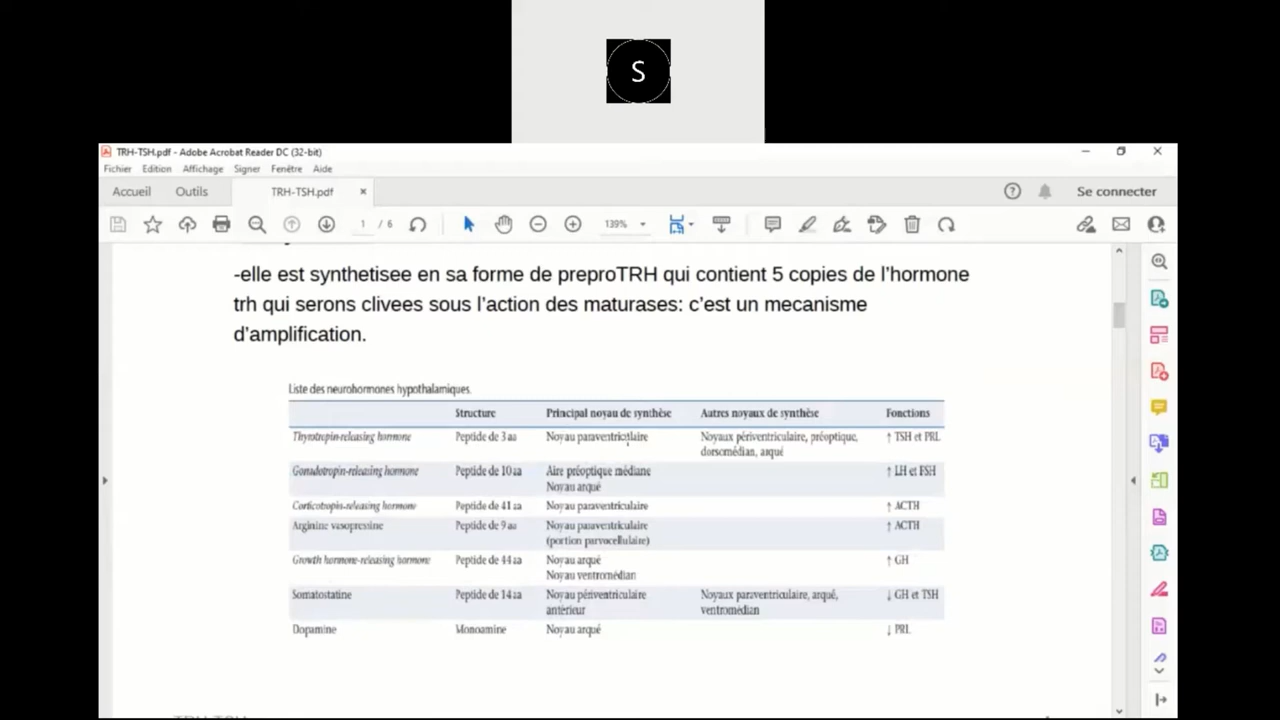 S
TRH-TSH.pdf - Adobe Acrobat Reader DC (32-bit)
Fichier Edition Affichage Signer Fenêtre Aide
Accueil Outils TRH-TSH.pdf × Se connecter
1 / 6 139%
-elle est synthetisee en sa forme de preproTRH qui contient 5 copies de l'hormone
trh qui serons clivees sous l'action des maturases: c'est un mecanisme
d'amplification.
Liste des neurohormones hypothalamiques.
Structure Principal noyau de synthèse Autres noyaux de synthèse Fonctions
Thyrotropin-releasing hormone Peptide de 3 aa Noyau paraventriculaire Noyaux périventriculaire, préoptique, ↑ TSH et PRL
dorsomédian, arqué
Gonadotropin-releasing hormone Peptide de 10 aa Aire préoptique médiane ↑ LH et FSH
Noyau arqué
Corticotropin-releasing hormone Peptide de 41 aa Noyau paraventriculaire ↑ ACTH
Arginine vasopressine Peptide de 9 aa Noyau paraventriculaire ↑ ACTH
(portion parvocellulaire)
Growth hormone-releasing hormone Peptide de 44 aa Noyau arqué ↑ GH
Noyau ventromédian
Somatostatine Peptide de 14 aa Noyau périventriculaire Noyaux paraventriculaire, arqué, ↓ GH et TSH
antérieur ventromédian
Dopamine Monoamine Noyau arqué ↓ PRL